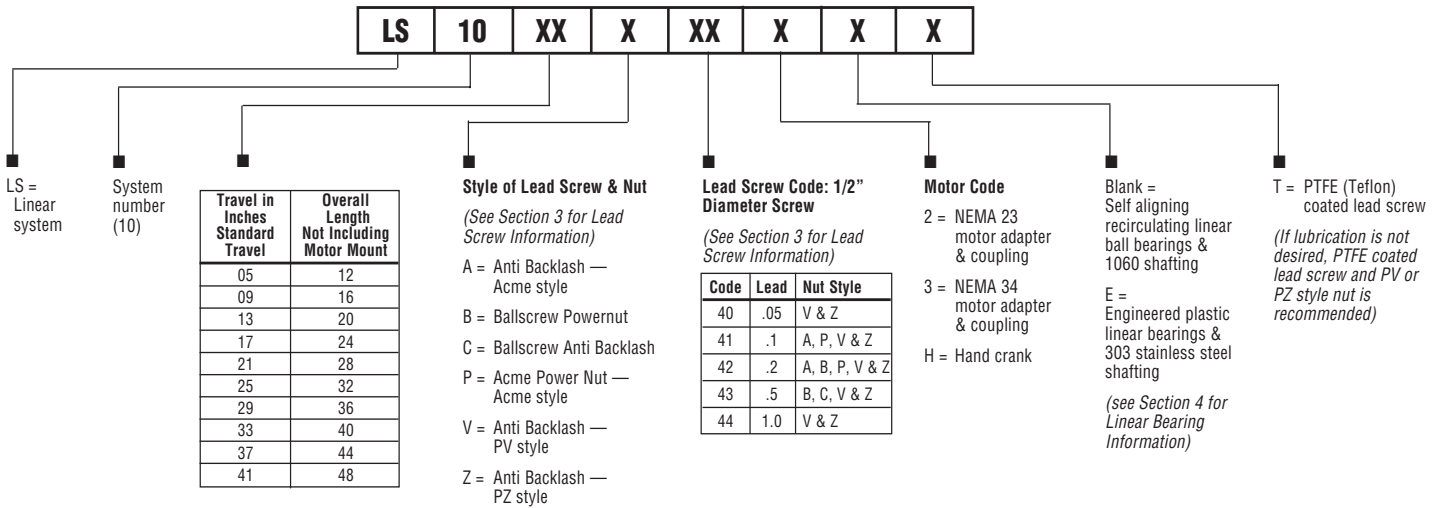 LS 10 XX X XX X X X
LS =
Linear
system
System
number
(10)
Travel in
Inches
Standard
Travel
Overall
Length
Not Including
Motor Mount
05 12
09 16
13 20
17 24
21 28
25 32
29 36
33 40
37 44
41 48
Style of Lead Screw & Nut
(See Section 3 for Lead
Screw Information)
A = Anti Backlash —
Acme style
B = Ballscrew Powernut
C = Ballscrew Anti Backlash
P = Acme Power Nut —
Acme style
V = Anti Backlash —
PV style
Z = Anti Backlash —
PZ style
Lead Screw Code: 1/2”
Diameter Screw
(See Section 3 for Lead
Screw Information)
Code Lead Nut Style
40 .05 V & Z
41 .1 A, P, V & Z
42 .2 A, B, P, V & Z
43 .5 B, C, V & Z
44 1.0 V & Z
Motor Code
2 = NEMA 23
motor adapter
& coupling
3 = NEMA 34
motor adapter
& coupling
H = Hand crank
Blank =
Self aligning
recirculating linear
ball bearings &
1060 shafting
E =
Engineered plastic
linear bearings &
303 stainless steel
shafting
(see Section 4 for
Linear Bearing
Information)
T = PTFE (Teflon)
coated lead screw
(If lubrication is not
desired, PTFE coated
lead screw and PV or
PZ style nut is
recommended)